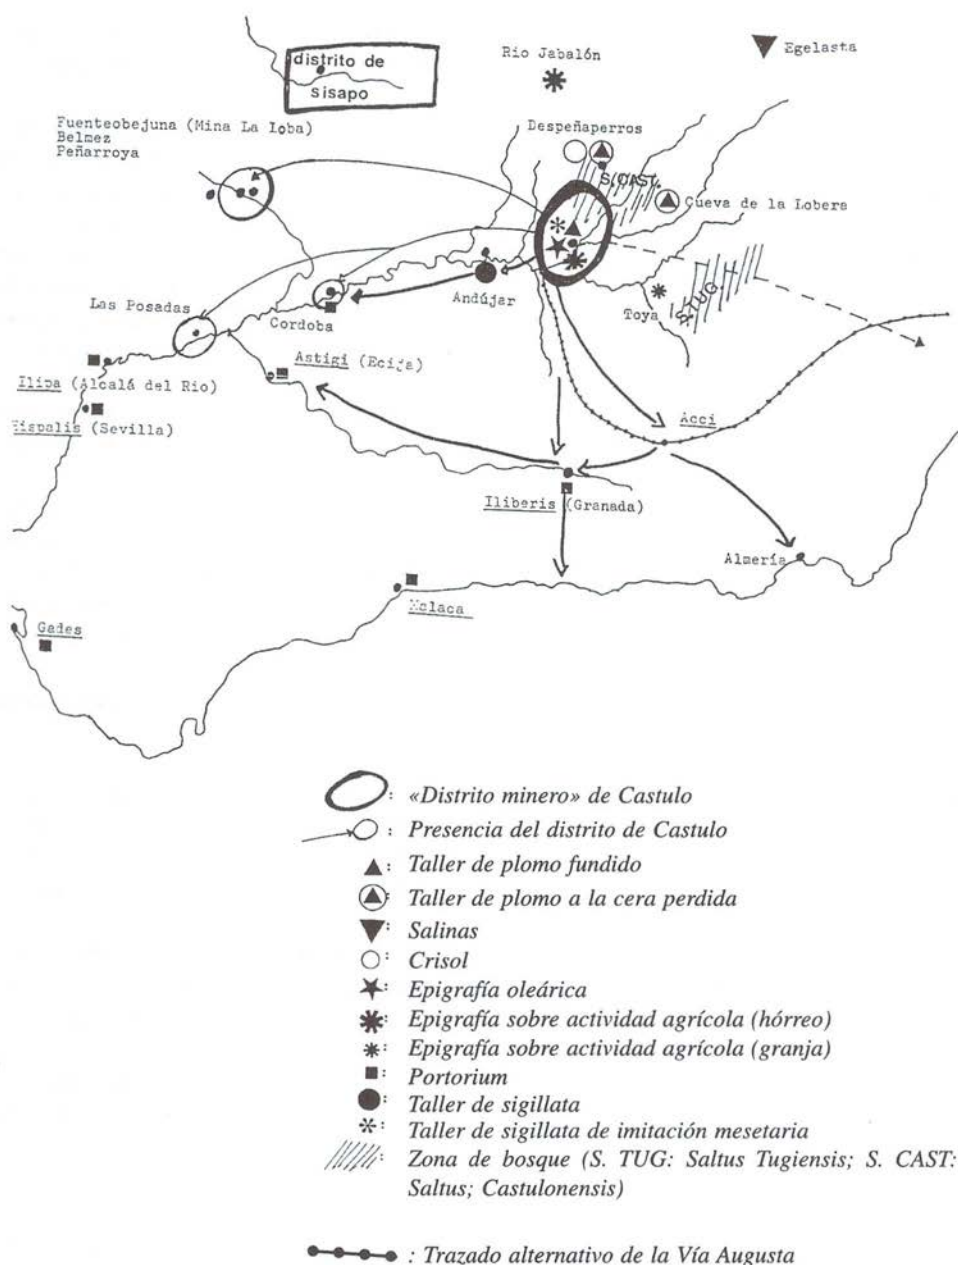 distrito de
sisapo
Rio Jabalón
Egelasta
Fuenteobejuna (Mina La Loba)
Belmez
Peñarroya
Despeñaperros
S. CAST.
Cueva de la Lobera
Las Posadas
Cordoba
Andújar
Toya
S. TUG.
Ilipa (Alcalá del Rio)
Astigi (Ecija)
Hispalis (Sevilla)
Acci
Iliberis (Granada)
Almería
Malaca
Gades
: «Distrito minero» de Castulo
: Presencia del distrito de Castulo
: Taller de plomo fundido
: Taller de plomo a la cera perdida
: Salinas
: Crisol
: Epigrafía oleárica
: Epigrafía sobre actividad agrícola (hórreo)
: Epigrafía sobre actividad agrícola (granja)
: Portorium
: Taller de sigillata
: Taller de sigillata de imitación mesetaria
: Zona de bosque (S. TUG: Saltus Tugiensis; S. CAST:
Saltus; Castulonensis)
: Trazado alternativo de la Vía Augusta